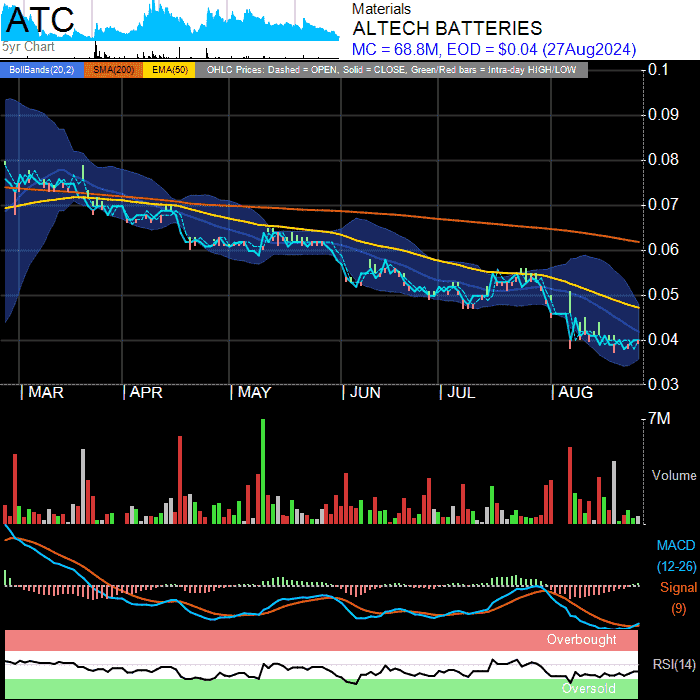 ATC
5yr Chart
Materials
ALTECH BATTERIES
MC = 68.8M, EOD = $0.04 (27Aug2024)
BollBands(20,2) SMA(200) EMA(50) OHLC Prices: Dashed = OPEN, Solid = CLOSE, Green/Red bars = Intra-day HIGH/LOW
0.1
0.09
0.08
0.07
0.06
0.05
0.04
0.03
MAR APR MAY JUN JUL AUG
7M
Volume
MACD
(12-26)
Signal
(9)
Overbought
RSI(14)
Oversold